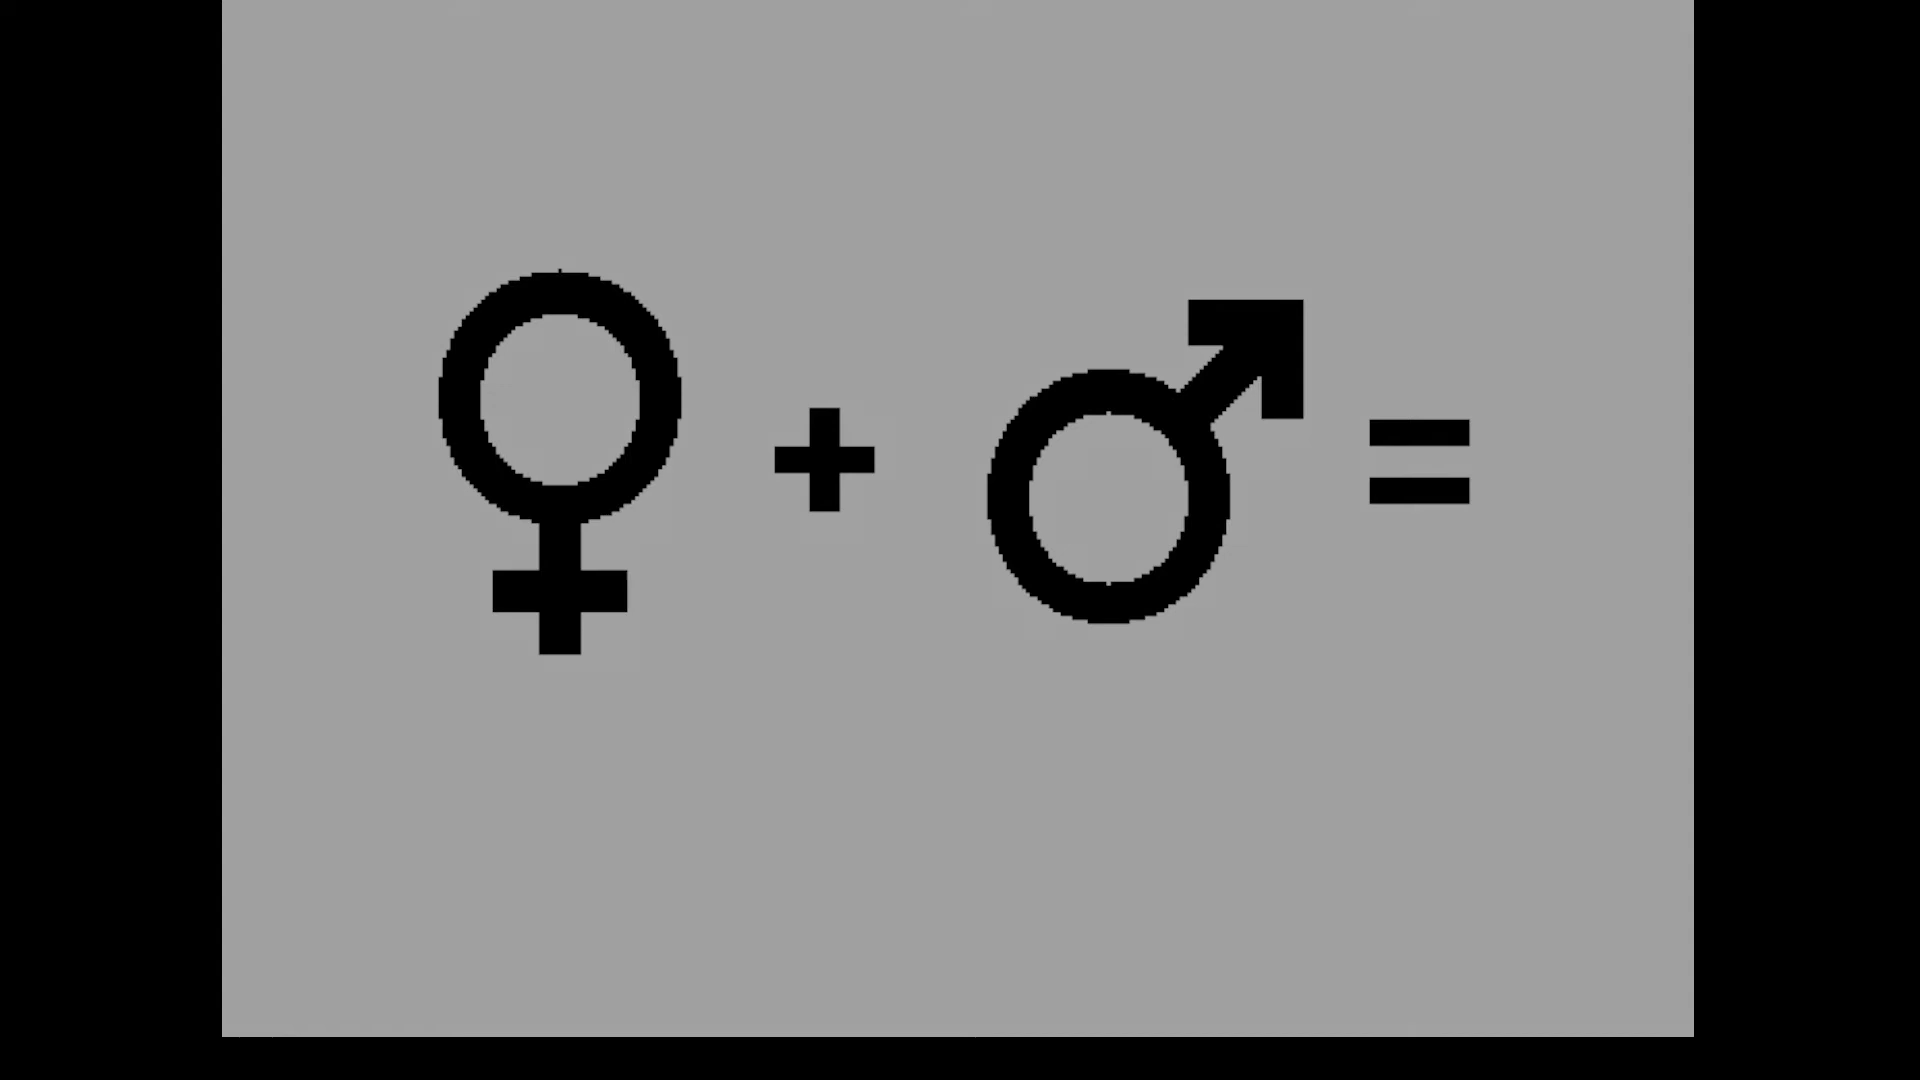 ♀ + ♂ =